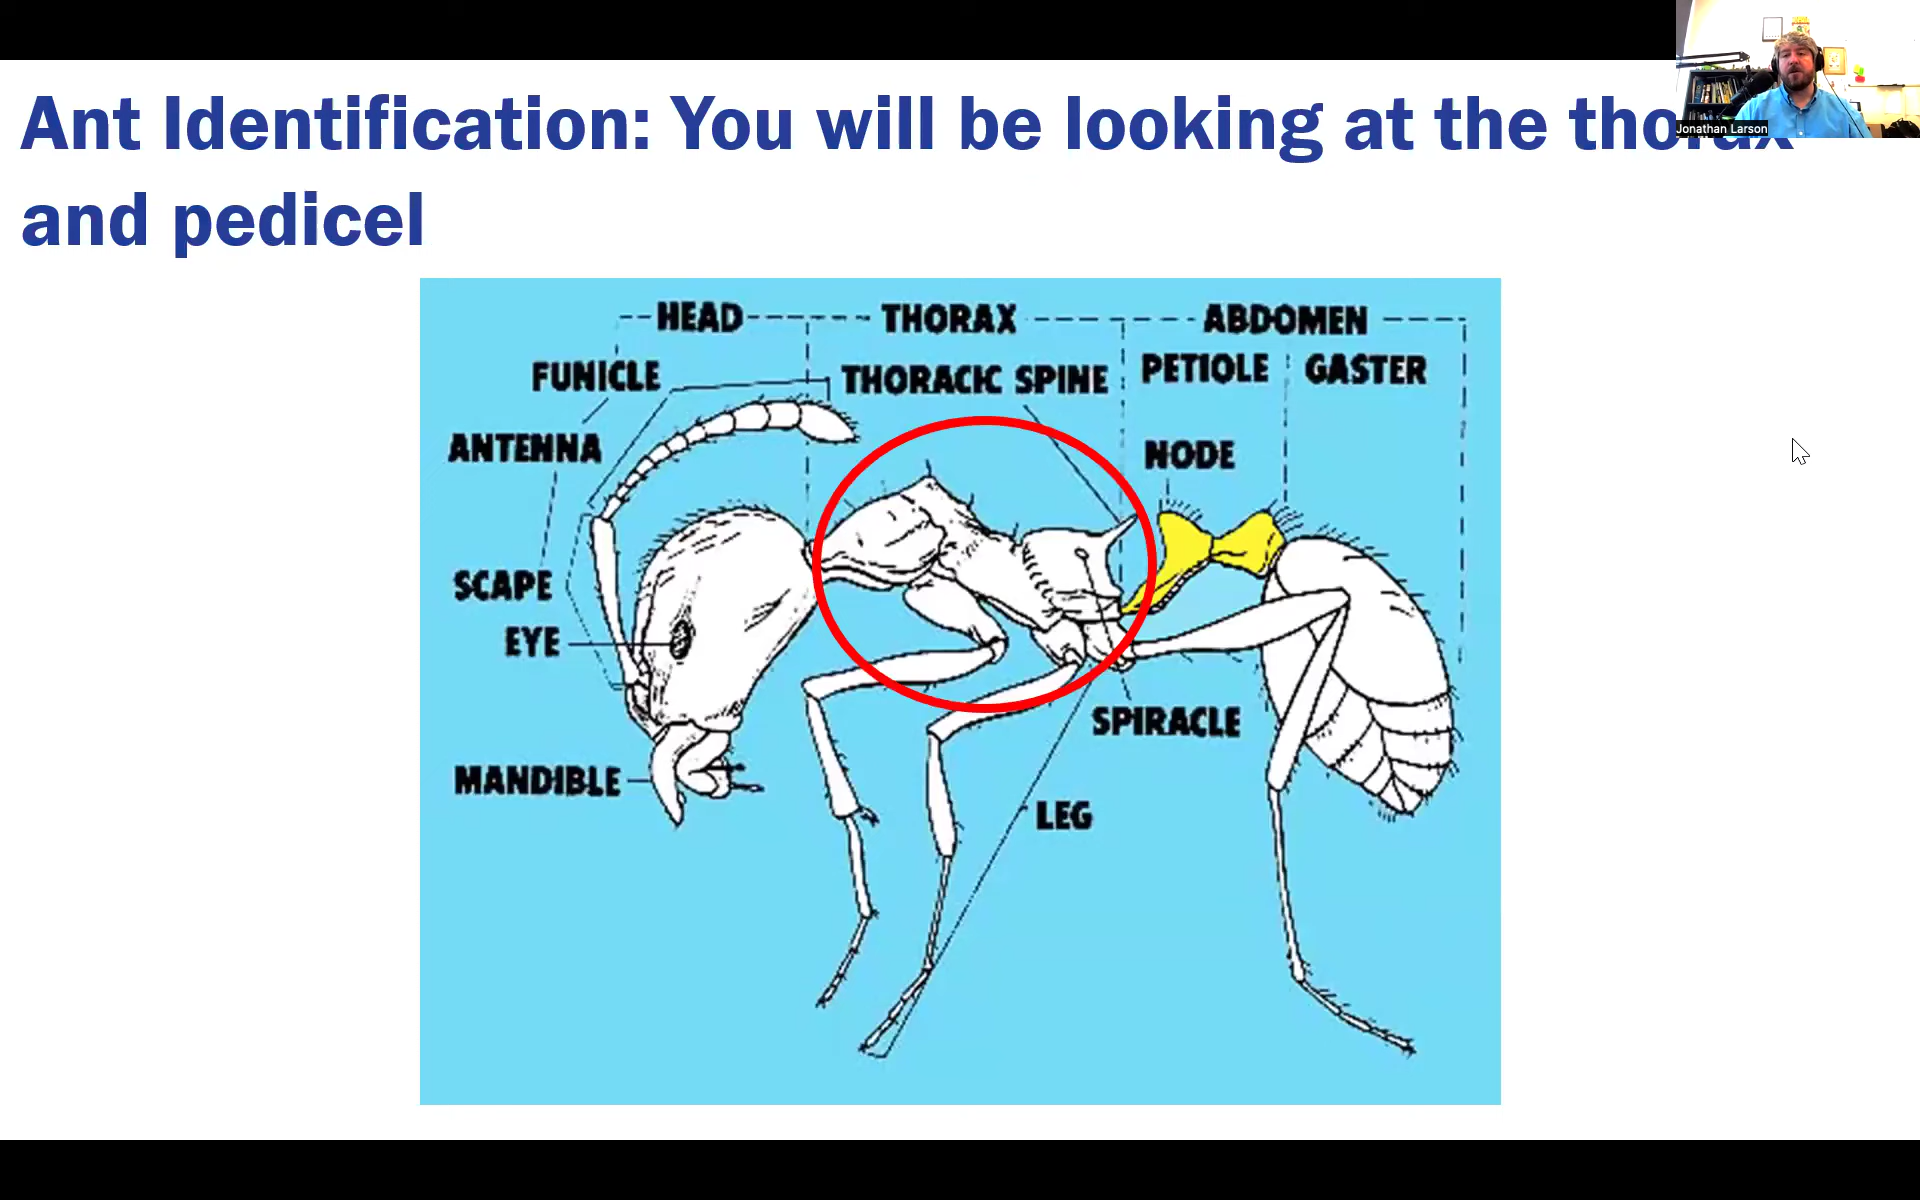 Ant Identification: You will be looking at the thorax
and pedicel
Jonathan Larson
HEAD THORAX ABDOMEN
FUNICLE THORACIC SPINE PETIOLE GASTER
ANTENNA NODE
SCAPE
EYE
SPIRACLE
MANDIBLE
LEG